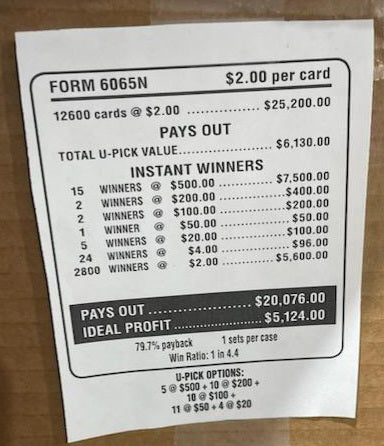 FORM 6065N $2.00 per card
12600 cards @ $2.00 ................ $25,200.00
PAYS OUT
TOTAL U-PICK VALUE...................... $6,130.00
INSTANT WINNERS
15 WINNERS @ $500.00 ............. $7,500.00
2 WINNERS @ $200.00 ................ $400.00
2 WINNERS @ $100.00 ................ $200.00
1 WINNER @ $50.00 .................. $50.00
5 WINNERS @ $20.00 ................ $100.00
24 WINNERS @ $4.00 .................. $96.00
2800 WINNERS @ $2.00 ............. $5,600.00
PAYS OUT ....................... $20,076.00
IDEAL PROFIT ................... $5,124.00
79.7% payback 1 sets per case
Win Ratio: 1 in 4.4
U-PICK OPTIONS:
5 @ $500 + 10 @ $200 +
10 @ $100 +
11 @ $50 + 4 @ $20